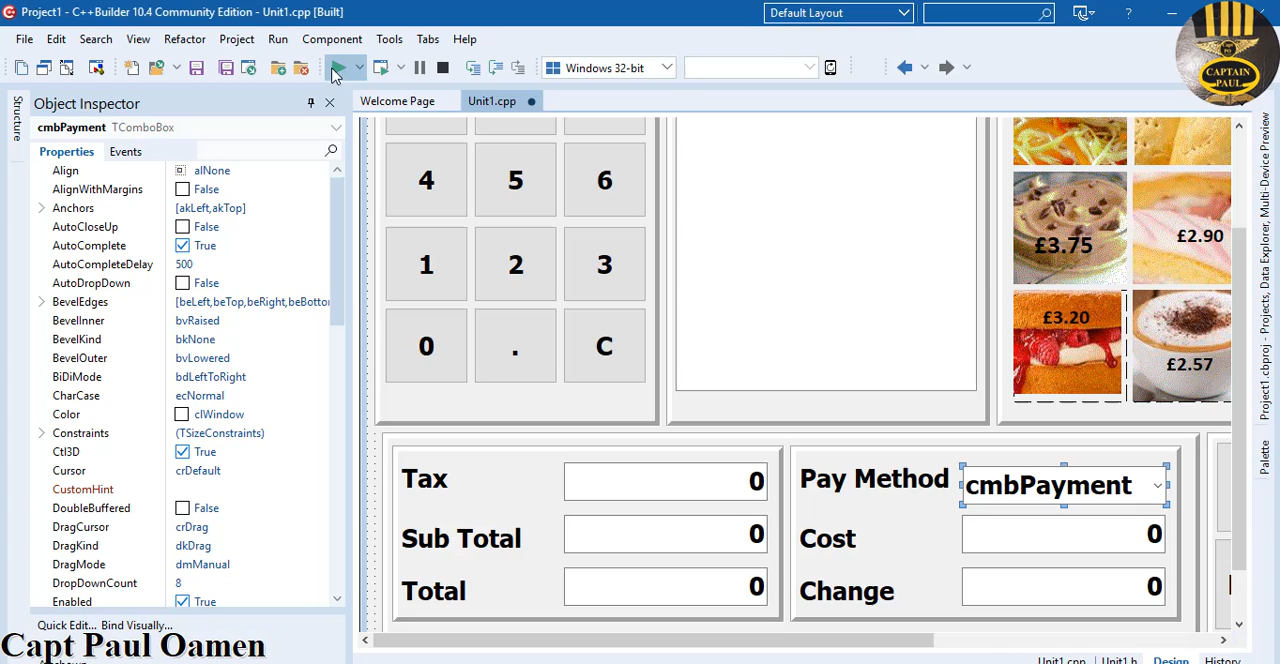 Project1 - C++Builder 10.4 Community Edition - Unit1.cpp [Built]
Default Layout
?
File Edit Search View Refactor Project Run Component Tools Tabs Help
Windows 32-bit
CAPTAIN
PAUL
Object Inspector
Welcome Page Unit1.cpp
cmbPayment TComboBox
Properties Events
Align alNone
AlignWithMargins False
Anchors [akLeft,akTop]
AutoCloseUp False
AutoComplete True
AutoCompleteDelay 500
AutoDropDown False
BevelEdges [beLeft,beTop,beRight,beBotton
BevelInner bvRaised
BevelKind bkNone
BevelOuter bvLowered
BiDiMode bdLeftToRight
CharCase ecNormal
Color clWindow
Constraints (TSizeConstraints)
Ctl3D True
Cursor crDefault
CustomHint
DoubleBuffered False
DragCursor crDrag
DragKind dkDrag
DragMode dmManual
DropDownCount 8
Enabled True
Quick Edit... Bind Visually...
Capt Paul Oamen
Structure
4 5 6
1 2 3
0 . C
£3.75
£2.90
£3.20
£2.57
Tax 0
Sub Total 0
Total 0
Pay Method cmbPayment
Cost 0
Change 0
Project1.cbproj - Projects, Data Explorer, Multi-Device Preview
Palette
Unit1.cpp Unit1.h Design History